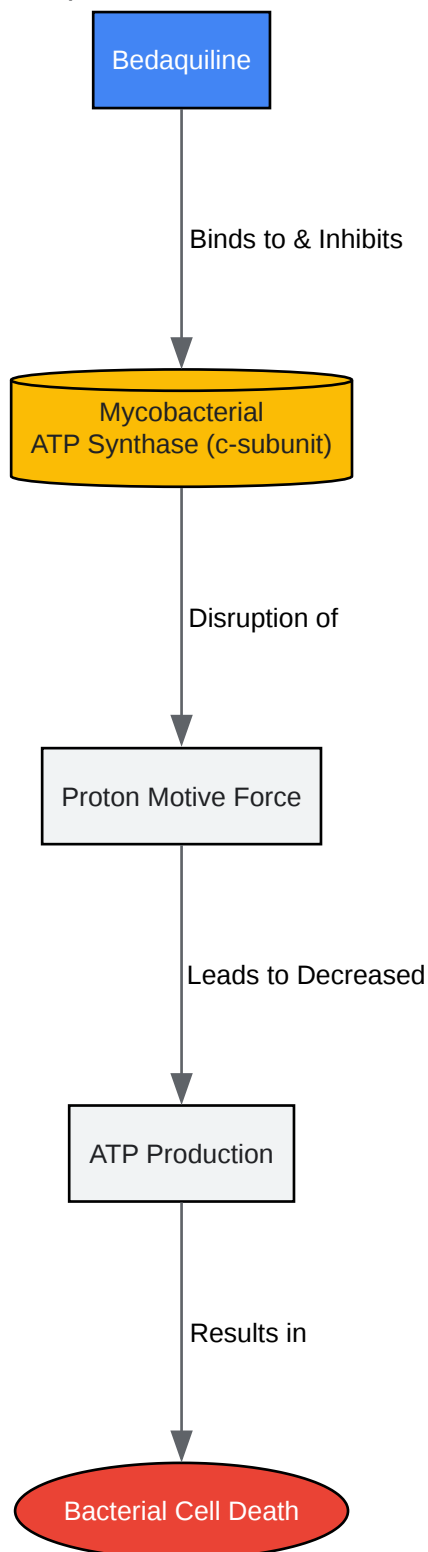 Bedaquiline
Binds to & Inhibits
Mycobacterial
ATP Synthase (c-subunit)
Disruption of
Proton Motive Force
Leads to Decreased
ATP Production
Results in
Bacterial Cell Death